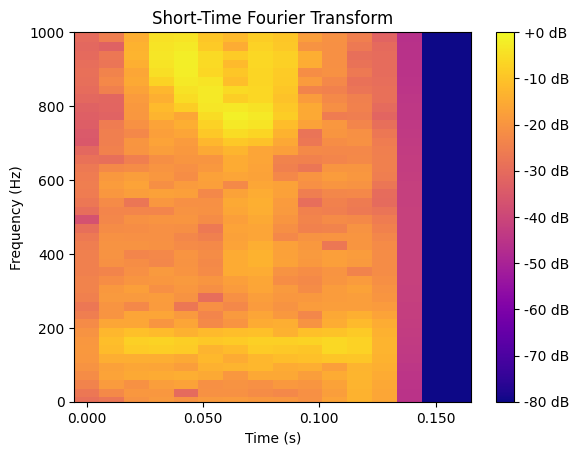 Short-Time Fourier Transform
1000
800
600
400
200
0
Frequency (Hz)
0.000
0.050
0.100
0.150
Time (s)
+0 dB
-10 dB
-20 dB
-30 dB
-40 dB
-50 dB
-60 dB
-70 dB
-80 dB